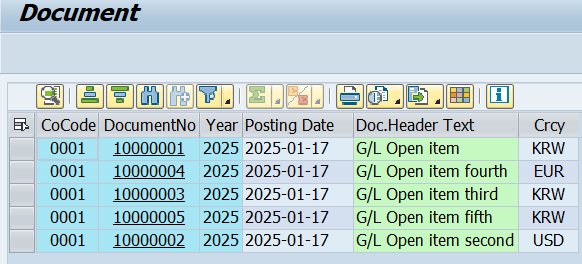 Document
CoCode DocumentNo Year Posting Date Doc.Header Text Crcy
0001 10000001 2025 2025-01-17 G/L Open item KRW
0001 10000004 2025 2025-01-17 G/L Open item fourth EUR
0001 10000003 2025 2025-01-17 G/L Open item third KRW
0001 10000005 2025 2025-01-17 G/L Open item fifth KRW
0001 10000002 2025 2025-01-17 G/L Open item second USD